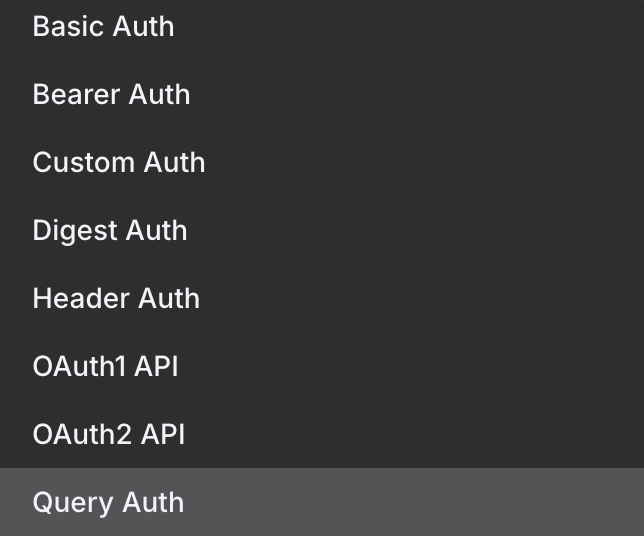 Basic Auth
Bearer Auth
Custom Auth
Digest Auth
Header Auth
OAuth1 API
OAuth2 API
Query Auth